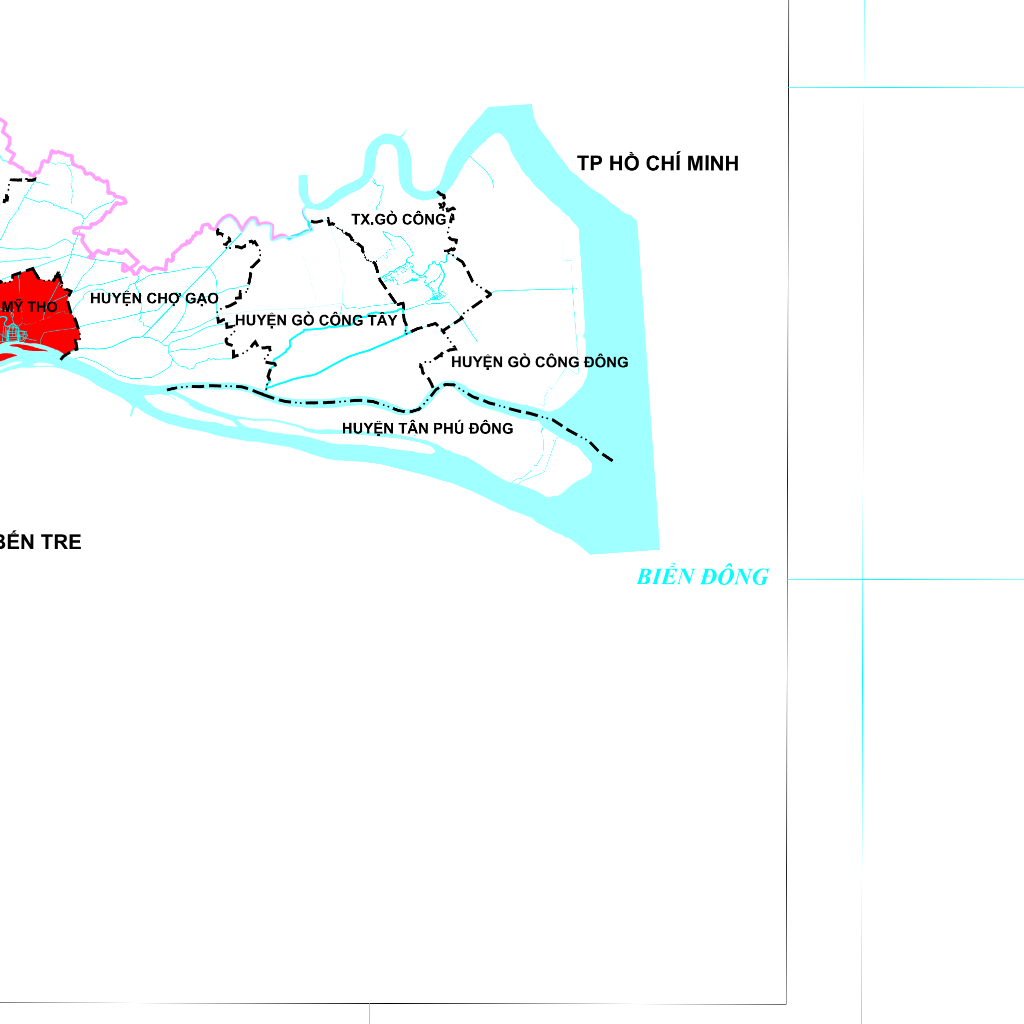 TP HỒ CHÍ MINH
TX.GÒ CÔNG
HUYỆN CHỢ GẠO
MỸ THO
HUYỆN GÒ CÔNG TÂY
HUYỆN GÒ CÔNG ĐÔNG
HUYỆN TÂN PHÚ ĐÔNG
BẾN TRE
BIỂN ĐÔNG